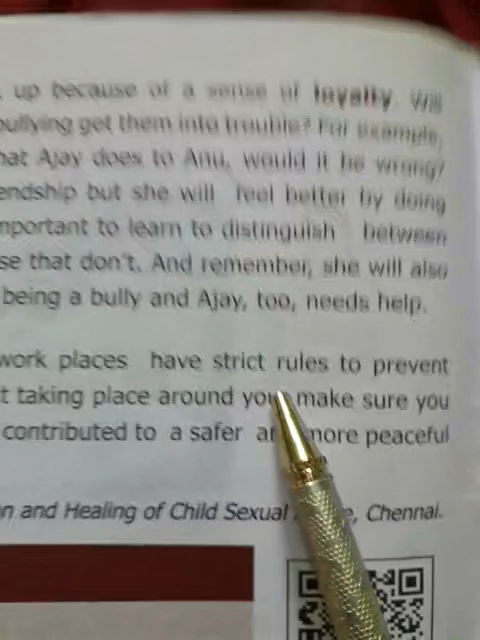 up because of a sense of loyalty. Will
bullying get them into trouble? For example,
hat Ajay does to Anu, would it be wrong?
endship but she will feel better by doing
mportant to learn to distinguish between
se that don't. And remember, she will also
being a bully and Ajay, too, needs help.
work places have strict rules to prevent
t taking place around you make sure you
contributed to a safer more peaceful
n and Healing of Child Sexual Chennai.